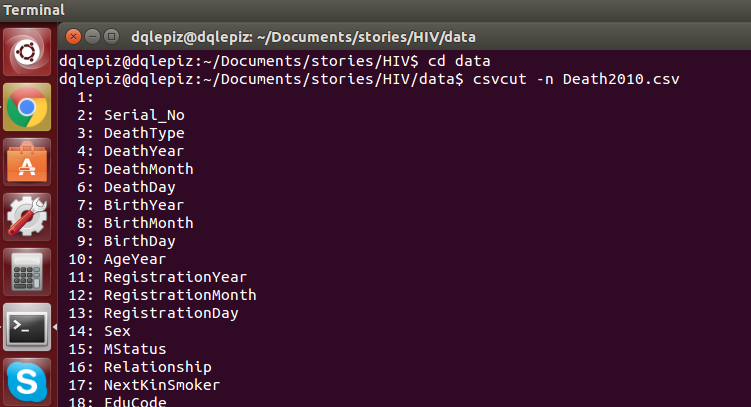 Terminal
dqlepiz@dqlepiz: ~/Documents/stories/HIV/data
dqlepiz@dqlepiz:~/Documents/stories/HIV$ cd data
dqlepiz@dqlepiz:~/Documents/stories/HIV/data$ csvcut -n Death2010.csv
1:
2: Serial_No
3: DeathType
4: DeathYear
5: DeathMonth
6: DeathDay
7: BirthYear
8: BirthMonth
9: BirthDay
10: AgeYear
11: RegistrationYear
12: RegistrationMonth
13: RegistrationDay
14: Sex
15: MStatus
16: Relationship
17: NextKinSmoker
18: EduCode